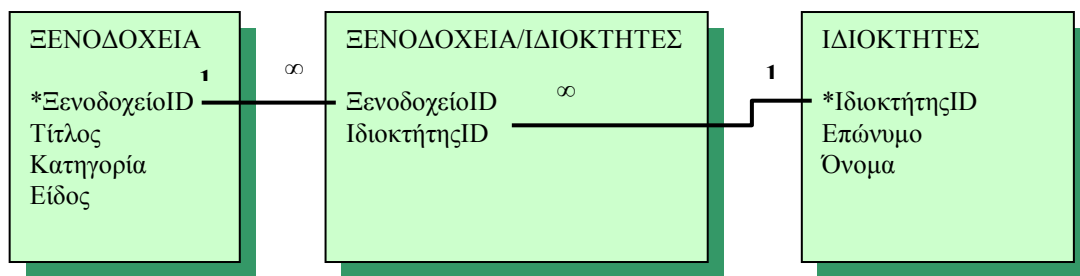 ΞΕΝΟΔΟΧΕΙΑ
1
*ΞενοδοχείοID
Τίτλος
Κατηγορία
Είδος
∞
ΞΕΝΟΔΟΧΕΙΑ/ΙΔΙΟΚΤΗΤΕΣ
ΞενοδοχείοID
∞
ΙδιοκτήτηςID
1
ΙΔΙΟΚΤΗΤΕΣ
*ΙδιοκτήτηςID
Επώνυμο
Όνομα